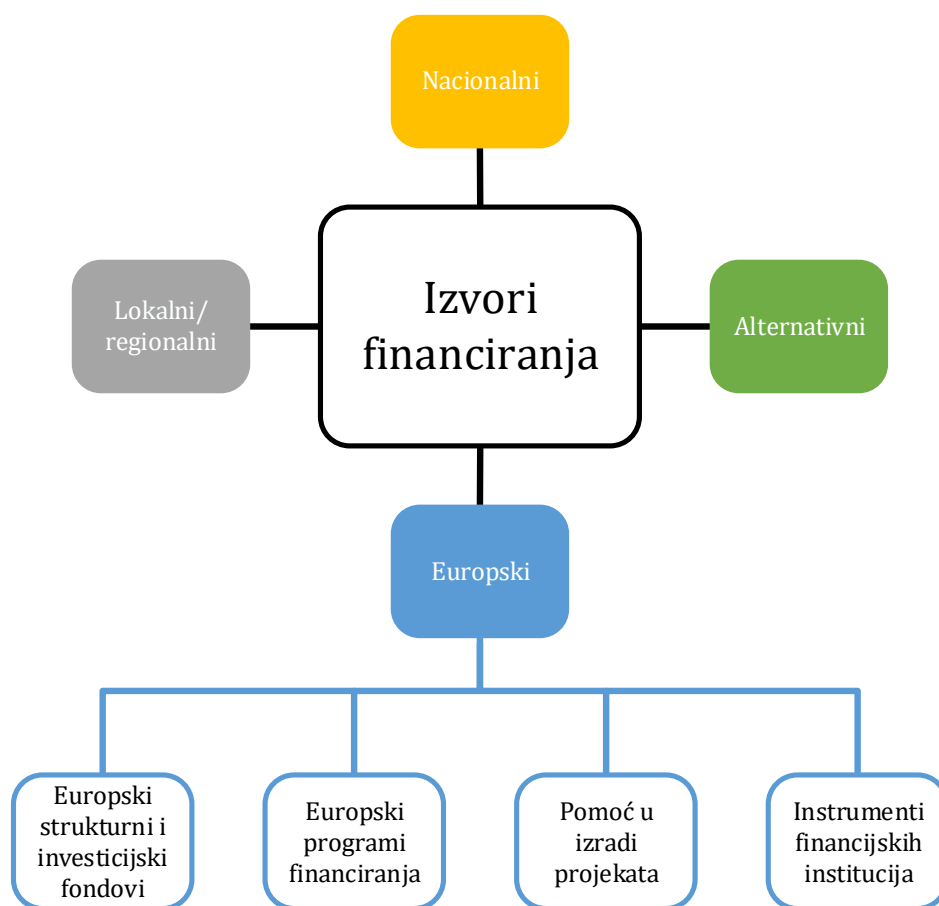 Nacionalni
Lokalni/
regionalni
Izvori
financiranja
Alternativni
Europski
Europski
strukturni i
investicijski
fondovi
Europski
programi
financiranja
Pomoć u
izradi
projekata
Instrumenti
financijskih
institucija